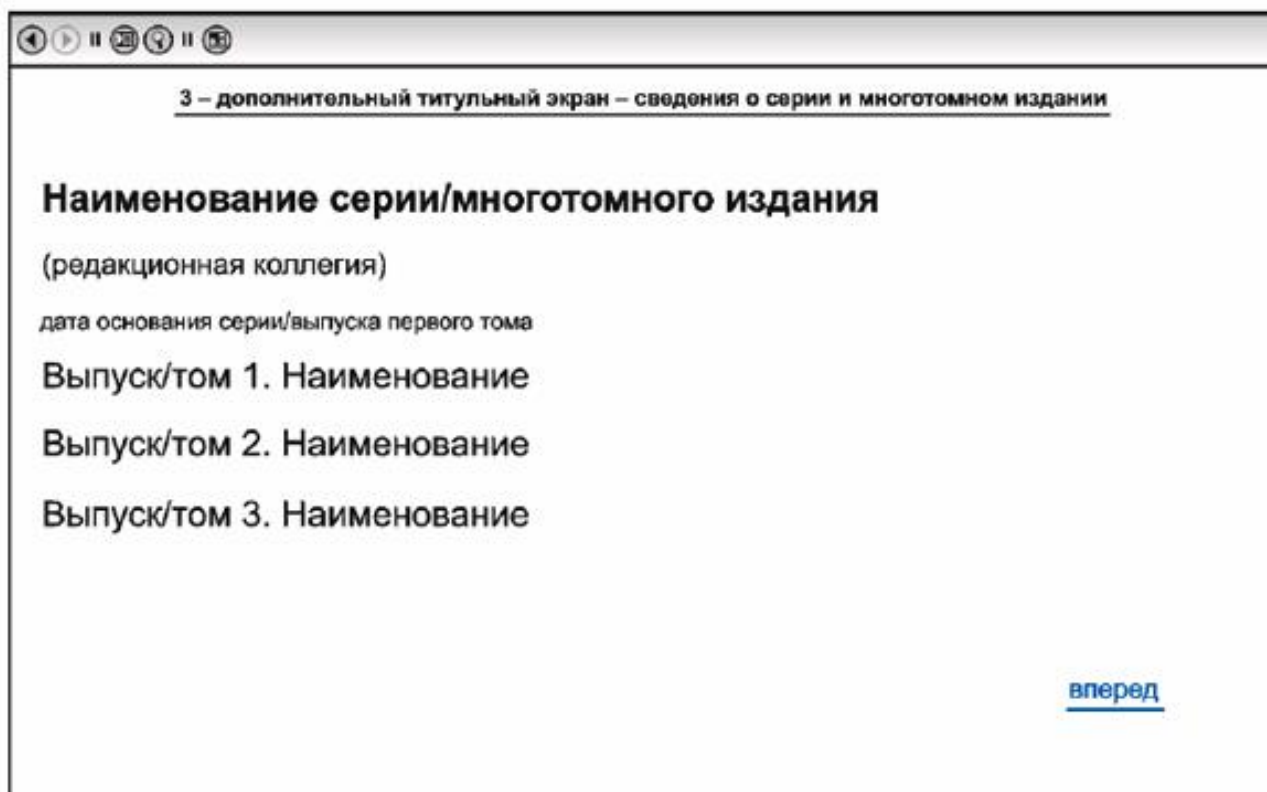 3 – дополнительный титульный экран – сведения о серии и многотомном издании
Наименование серии/многотомного издания
(редакционная коллегия)
дата основания серии/выпуска первого тома
Выпуск/том 1. Наименование
Выпуск/том 2. Наименование
Выпуск/том 3. Наименование
вперед